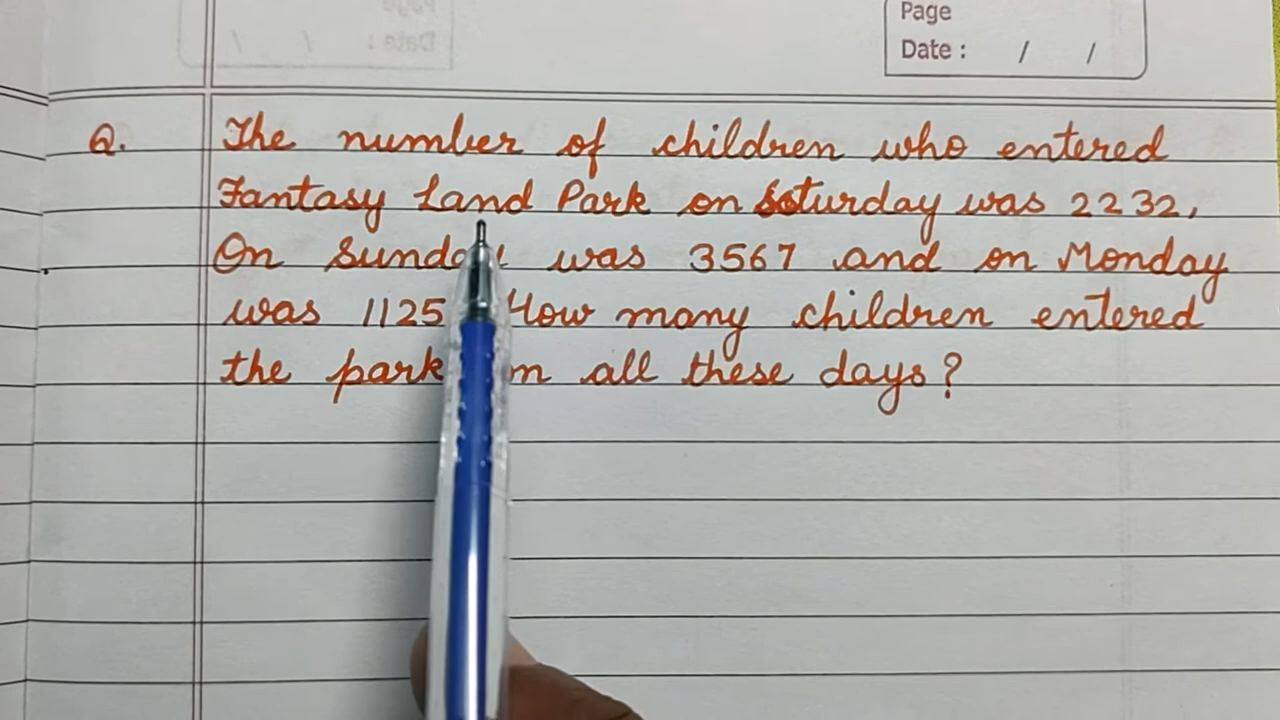 Page
Date : / /
Q. The number of children who entered
Fantasy Land Park on Saturday was 2232,
On Sunday was 3567 and on Monday
was 1125 How many children entered
the park on all these days?